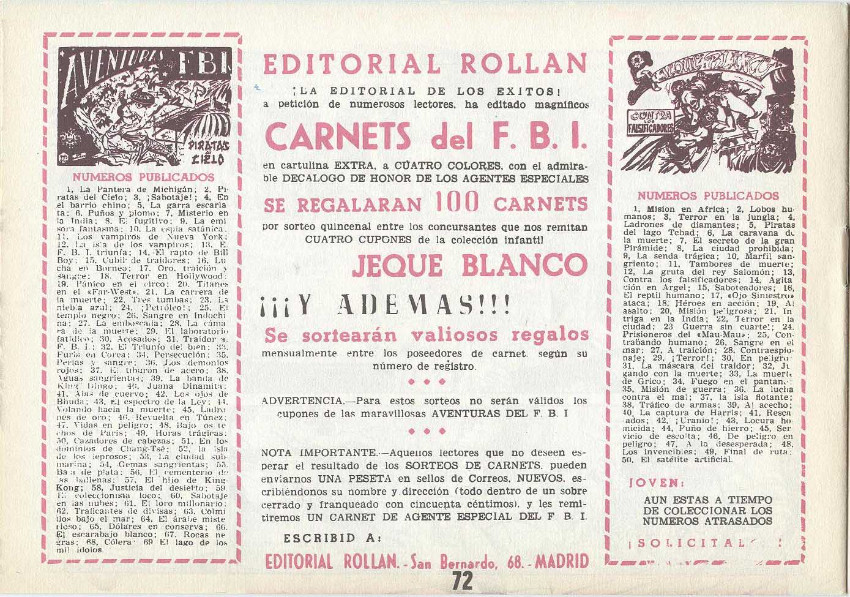 AVENTURAS FBI
PIRATAS del CIELO
NUMEROS PUBLICADOS
1, La Pantera de Michigán; 2, Pi-
ratas del Cielo; 3, ¡Sabotaje!; 4, En
el barrio chino; 5, La garra escarla-
ta; 6. Puños y plomo; 7, Misterio en
la India; 8. El fugitivo; 9. La emi-
sora fantasma; 10. La espía satánica.
11. Los vampiros de Nueva York;
12. La isla de los vampiros; 13, E.
F. B. I. triunfa; 14. El rapto de Bill
Boy; 15. Cubil de traidores; 16. Lu-
cha en Borneo; 17. Oro, traición y
sangre; 18. Terror en Hollywood;
19. Pánico en el circo; 20. Titanes
en el «Far-West»; 21. La carrera de
la muerte; 22. Tres tumbas; 23. La
niebla azul; 24. ¡Petróleo!; 25. El
tempio negro; 26. Sangre en Indochi-
na; 27. La emboscada; 28. La cáma-
ra de la muerte; 29. El laboratorio
fatídico; 30. Acosados; 31. Traidor a.
F. B. I.; 32. El Triunfo del bien; 33.
Furia en Corea; 34. Persecución; 35.
Perlas y sangre; 36. Los demonios
rojos; 37. El tiburón de acero; 38.
Aguas sangrientas; 39. La banda de
King Bingo; 40. Juana Dinamita;
41. Alas de cuervo; 42. Los ojos de
Bhuda; 43. El espectro de la Ley; 44.
Volando hacia la muerte; 45. Ladro-
nes de oro; 46. Revuelta en Túnez;
47. Vidas en peligro; 48. Bajo los te-
chos de París; 49. Horas trágicas;
50. Cazadores de cabezas; 51. En los
dominios de Chang-Tsé; 52. la isla
de los leprosos; 53. La ciudad sub-
marina; 54. Gemas sangrientas; 55.
Bala de plata; 56. El cementerio de
las ballenas; 57. El hijo de King-
Kong; 58. Justicia del desierto; 59.
El coleccionista loco; 60. Sabotaje
en las nubes; 61. El loro millonario;
62. Traficantes de divisas; 63. Colmi-
llos bajo el mar; 64. El árabe miste-
rioso; 65. Dólares en conserva; 66.
El escarabajo blanco; 67. Rocas ne-
gras; 68. Cólera; 69 El lago de los
mil ídolos
EDITORIAL ROLLAN
¡LA EDITORIAL DE LOS EXITOS!
a petición de numerosos lectores, ha editado magníficos
CARNETS del F. B. I.
en cartulina EXTRA, a CUATRO COLORES, con el admira-
ble DECALOGO DE HONOR DE LOS AGENTES ESPECIALES
SE REGALARAN 100 CARNETS
por sorteo quincenal entre los concursantes que nos remitan
CUATRO CUPONES de la colección infantil
JEQUE BLANCO
¡¡¡Y ADEMAS!!!
Se sortearán valiosos regalos
mensualmente entre los poseedores de carnet, según su
número de registro.
ADVERTENCIA.—Para estos sorteos no serán válidos los
cupones de las maravillosas AVENTURAS DEL F. B. I
NOTA IMPORTANTE.—Aquellos lectores que no deseen es-
perar el resultado de los SORTEOS DE CARNETS, pueden
enviarnos UNA PESETA en sellos de Correos, NUEVOS, es-
cribiéndonos su nombre y dirección (todo dentro de un sobre
cerrado y franqueado con cincuenta céntimos), y les remi-
tiremos UN CARNET DE AGENTE ESPECIAL DEL F. B. I.
ESCRIBID A:
EDITORIAL ROLLAN.-San Bernardo, 68.-MADRID
72
CONTRA LOS FALSIFICADORES
NUMEROS PUBLICADOS
1, Misión en Africa; 2, Lobos hu-
manos; 3, Terror en la jungla; 4,
Ladrones de diamantes; 5, Piratas
del lago Tchad; 6, La caravana de
la muerte; 7, El secreto de la gran
Pirámide; 8, La ciudad prohibida;
9, La senda trágica; 10, Marfil san-
griento; 11, Tambores de muerte;
12, La gruta del rey Salomón; 13,
Contra los falsificadores; 14, Agita-
ción en Argel; 15, Saboteadores; 16,
El reptil humano; 17, «Ojo Siniestro»
ataca; 18, Héroes en acción; 19, Al
asalto; 20, Misión peligrosa; 21, In-
triga en la India; 22, Terror en la
ciudad; 23 Guerra sin cuartel; 24,
Prisioneros del «Mau-Mau»; 25, Con-
trabando humano; 26, Sangre en el
mar; 27, A traición; 28, Contraespio-
naje; 29, ¡Terror!; 30, En peligro;
31, La máscara del traidor; 32, Ju-
gando con la muerte; 33, La muerte
de Grico; 34, Fuego en el pantano;
35, Misión de guerra; 36, La lucha
contra el mal; 37, la isla flotante;
38, Tráfico de armas; 39, Al acecho;
40, La captura de Harris; 41, Resca-
ados; 42, ¡Uranio!; 43, Locura ho-
micida; 44, Puño de hierro; 45, Ser-
vicio de escolta; 46, De peligro en
peligro; 47, A la desesperada; 48,
Los invencibles; 49, Final de ruta;
50, El satélite artificial.
JOVEN:
AUN ESTAS A TIEMPO
DE COLECCIONAR LOS
NUMEROS ATRASADOS
¡SOLICITAL